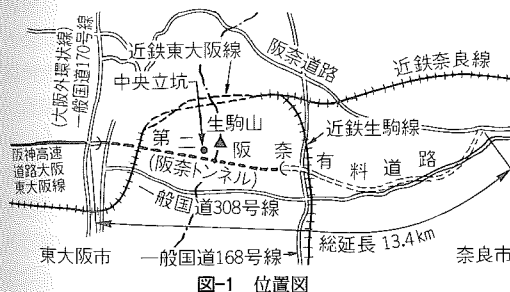 (大阪外環状線)
一般国道170号線
近鉄東大阪線
阪奈道路
近鉄奈良線
中央立坑
生駒山
近鉄生駒線
第二阪奈有料道路
(阪奈トンネル)
阪神高速
道路大阪
東大阪線
一般国道308号線
総延長 13.4km
東大阪市
一般国道168号線
奈良市
図-1 位置図